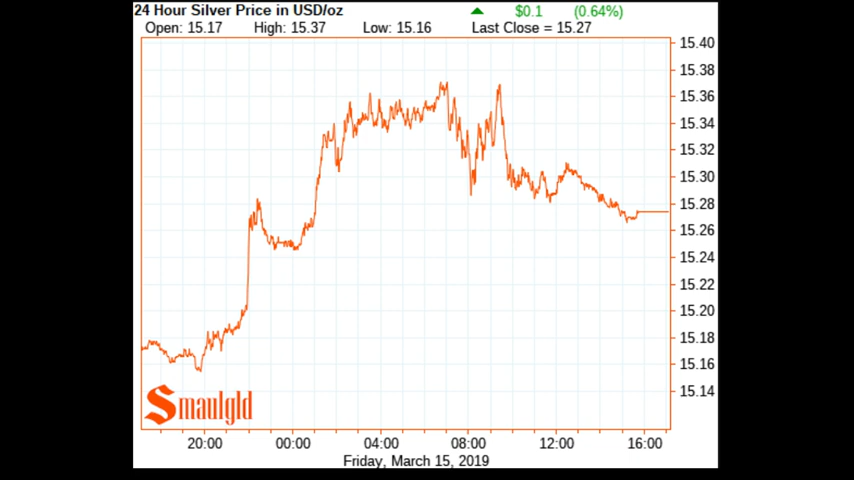 24 Hour Silver Price in USD/oz ▲ $0.1 (0.64%)
Open: 15.17 High: 15.37 Low: 15.16 Last Close = 15.27
15.40
15.38
15.36
15.34
15.32
15.30
15.28
15.26
15.24
15.22
15.20
15.18
15.16
15.14
Smaulgld
20:00 00:00 04:00 08:00 12:00 16:00
Friday, March 15, 2019